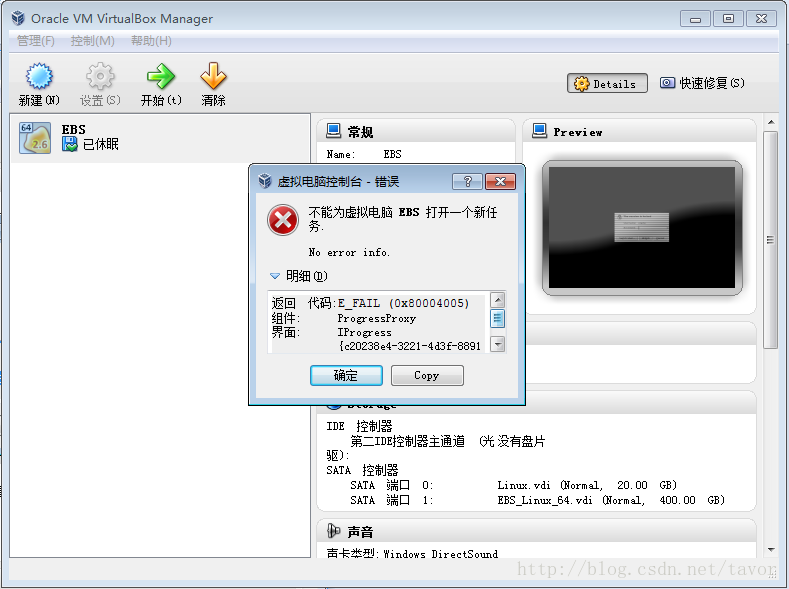 Oracle VM VirtualBox Manager
管理(F) 控制(M) 帮助(H)
新建(N) 设置(S) 开始(t) 清除
Details 快速修复(S)
64
2.6
EBS
已休眠
常规
Name: EBS
Preview
虚拟电脑控制台 - 错误
不能为虚拟电脑 EBS 打开一个新任
务.
No error info.
明细(D)
返回 代码:E_FAIL (0x80004005)
组件: ProgressProxy
界面: IProgress
{c20238e4-3221-4d3f-8891
确定 Copy
Storage
IDE 控制器
第二IDE控制器主通道 (光 没有盘片
驱):
SATA 控制器
SATA 端口 0: Linux.vdi (Normal, 20.00 GB)
SATA 端口 1: EBS_Linux_64.vdi (Normal, 400.00 GB)
声音
声卡类型: Windows DirectSound
http://blog.csdn.net/tavor